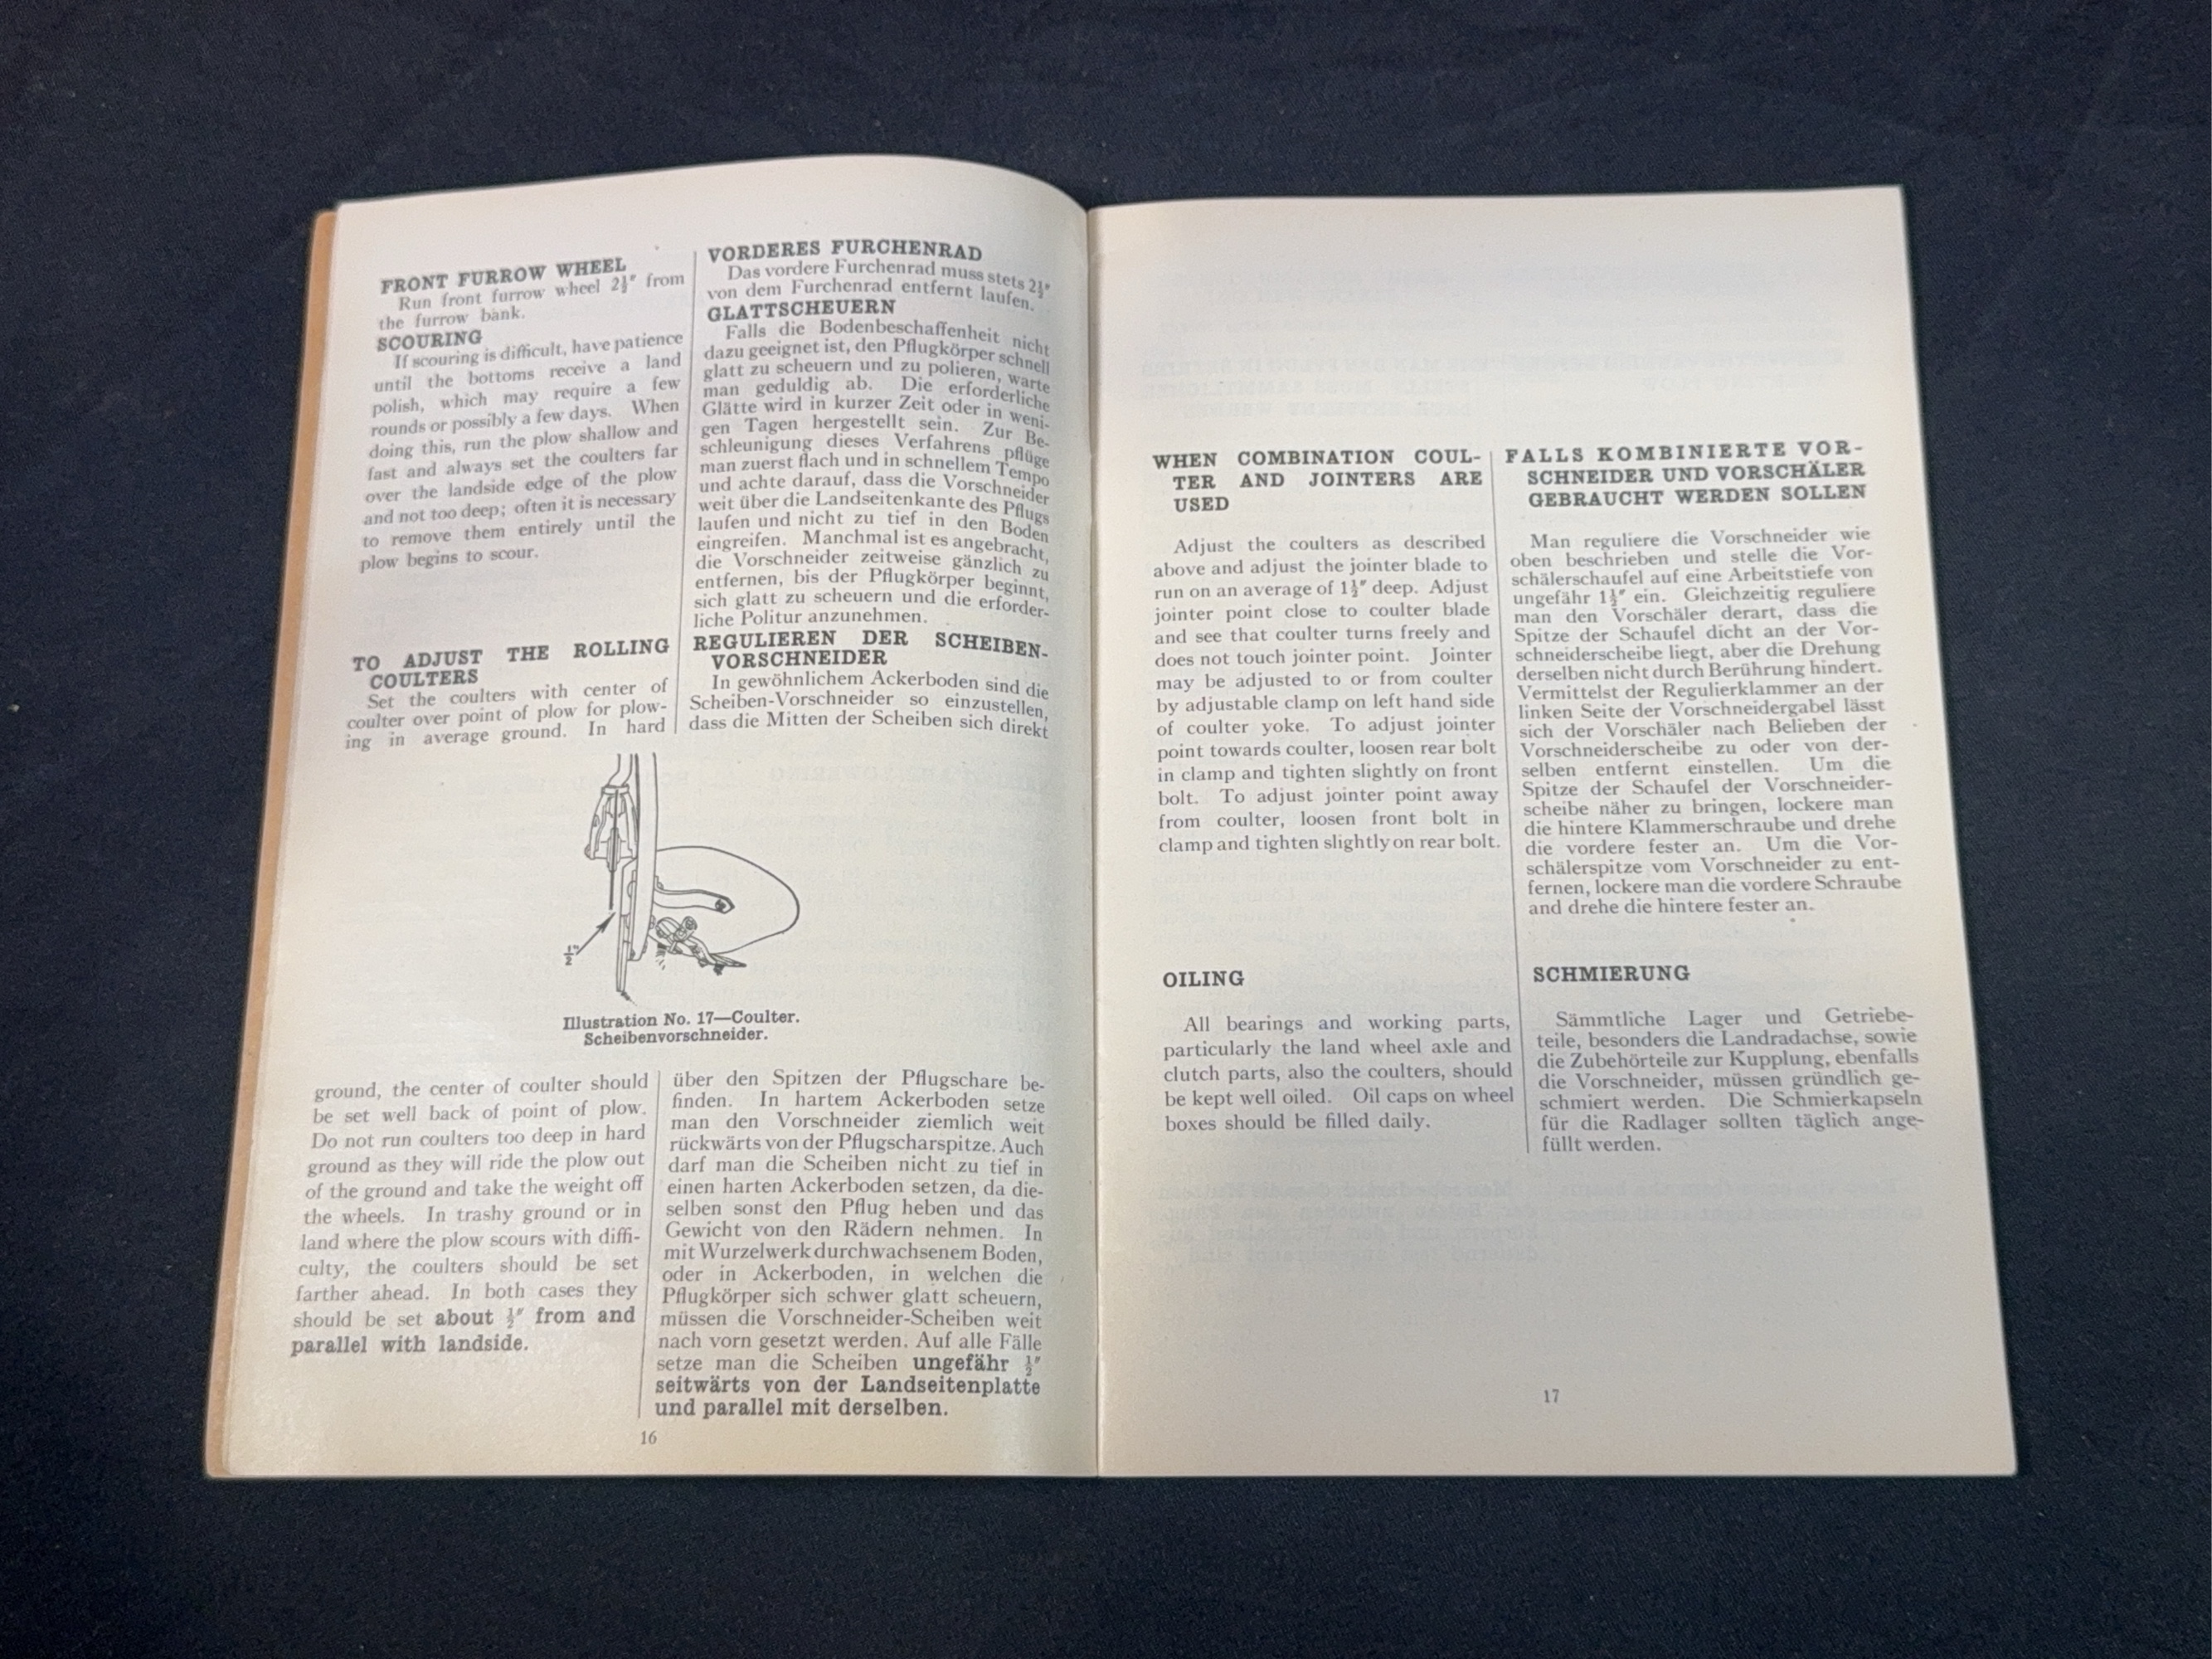 FRONT FURROW WHEEL
Run front furrow wheel 2½″ from
the furrow bank.
SCOURING
If scouring is difficult, have patience
until the bottoms receive a land
polish, which may require a few
rounds or possibly a few days. When
doing this, run the plow shallow and
fast and always set the coulters far
over the landside edge of the plow
and not too deep; often it is necessary
to remove them entirely until the
plow begins to scour.
TO ADJUST THE ROLLING
COULTERS
Set the coulters with center of
coulter over point of plow for plow-
ing in average ground. In hard
VORDERES FURCHENRAD
Das vordere Furchenrad muss stets 2½″
von dem Furchenrad entfernt laufen.
GLATTSCHEUERN
Falls die Bodenbeschaffenheit nicht
dazu geeignet ist, den Pflugkörper schnell
glatt zu scheuern und zu polieren, warte
man geduldig ab. Die erforderliche
Glätte wird in kurzer Zeit oder in weni-
gen Tagen hergestellt sein. Zur Be-
schleunigung dieses Verfahrens pflüge
man zuerst flach und in schnellem Tempo
und achte darauf, dass die Vorschneider
weit über die Landseitenkante des Pflugs
laufen und nicht zu tief in den Boden
eingreifen. Manchmal ist es angebracht,
die Vorschneider zeitweise gänzlich zu
entfernen, bis der Pflugkörper beginnt,
sich glatt zu scheuern und die erforder-
liche Politur anzunehmen.
REGULIEREN DER SCHEIBEN-
VORSCHNEIDER
In gewöhnlichem Ackerboden sind die
Scheiben-Vorschneider so einzustellen,
dass die Mitten der Scheiben sich direkt
½″
Illustration No. 17—Coulter.
Scheibenvorschneider.
ground, the center of coulter should
be set well back of point of plow.
Do not run coulters too deep in hard
ground as they will ride the plow out
of the ground and take the weight off
the wheels. In trashy ground or in
land where the plow scours with diffi-
culty, the coulters should be set
farther ahead. In both cases they
should be set about ½″ from and
parallel with landside.
über den Spitzen der Pflugschare be-
finden. In hartem Ackerboden setze
man den Vorschneider ziemlich weit
rückwärts von der Pflugscharspitze. Auch
darf man die Scheiben nicht zu tief in
einen harten Ackerboden setzen, da die-
selben sonst den Pflug heben und das
Gewicht von den Rädern nehmen. In
mit Wurzelwerk durchwachsenem Boden,
oder in Ackerboden, in welchen die
Pflugkörper sich schwer glatt scheuern,
müssen die Vorschneider-Scheiben weit
nach vorn gesetzt werden. Auf alle Fälle
setze man die Scheiben ungefähr ½″
seitwärts von der Landseitenplatte
und parallel mit derselben.
16
WHEN COMBINATION COUL-
TER AND JOINTERS ARE
USED
Adjust the coulters as described
above and adjust the jointer blade to
run on an average of 1½″ deep. Adjust
jointer point close to coulter blade
and see that coulter turns freely and
does not touch jointer point. Jointer
may be adjusted to or from coulter
by adjustable clamp on left hand side
of coulter yoke. To adjust jointer
point towards coulter, loosen rear bolt
in clamp and tighten slightly on front
bolt. To adjust jointer point away
from coulter, loosen front bolt in
clamp and tighten slightly on rear bolt.
OILING
All bearings and working parts,
particularly the land wheel axle and
clutch parts, also the coulters, should
be kept well oiled. Oil caps on wheel
boxes should be filled daily.
FALLS KOMBINIERTE VOR-
SCHNEIDER UND VORSCHÄLER
GEBRAUCHT WERDEN SOLLEN
Man reguliere die Vorschneider wie
oben beschrieben und stelle die Vor-
schälerschaufel auf eine Arbeitstiefe von
ungefähr 1½″ ein. Gleichzeitig reguliere
man den Vorschäler derart, dass die
Spitze der Schaufel dicht an der Vor-
schneiderscheibe liegt, aber die Drehung
derselben nicht durch Berührung hindert.
Vermittelst der Regulierklammer an der
linken Seite der Vorschneidergabel lässt
sich der Vorschäler nach Belieben der
Vorschneiderscheibe zu oder von der-
selben entfernt einstellen. Um die
Spitze der Schaufel der Vorschneider-
scheibe näher zu bringen, lockere man
die hintere Klammerschraube und drehe
die vordere fester an. Um die Vor-
schälerspitze vom Vorschneider zu ent-
fernen, lockere man die vordere Schraube
und drehe die hintere fester an.
SCHMIERUNG
Sämmtliche Lager und Getriebe-
teile, besonders die Landradachse, sowie
die Zubehörteile zur Kupplung, ebenfalls
die Vorschneider, müssen gründlich ge-
schmiert werden. Die Schmierkapseln
für die Radlager sollten täglich ange-
füllt werden.
17